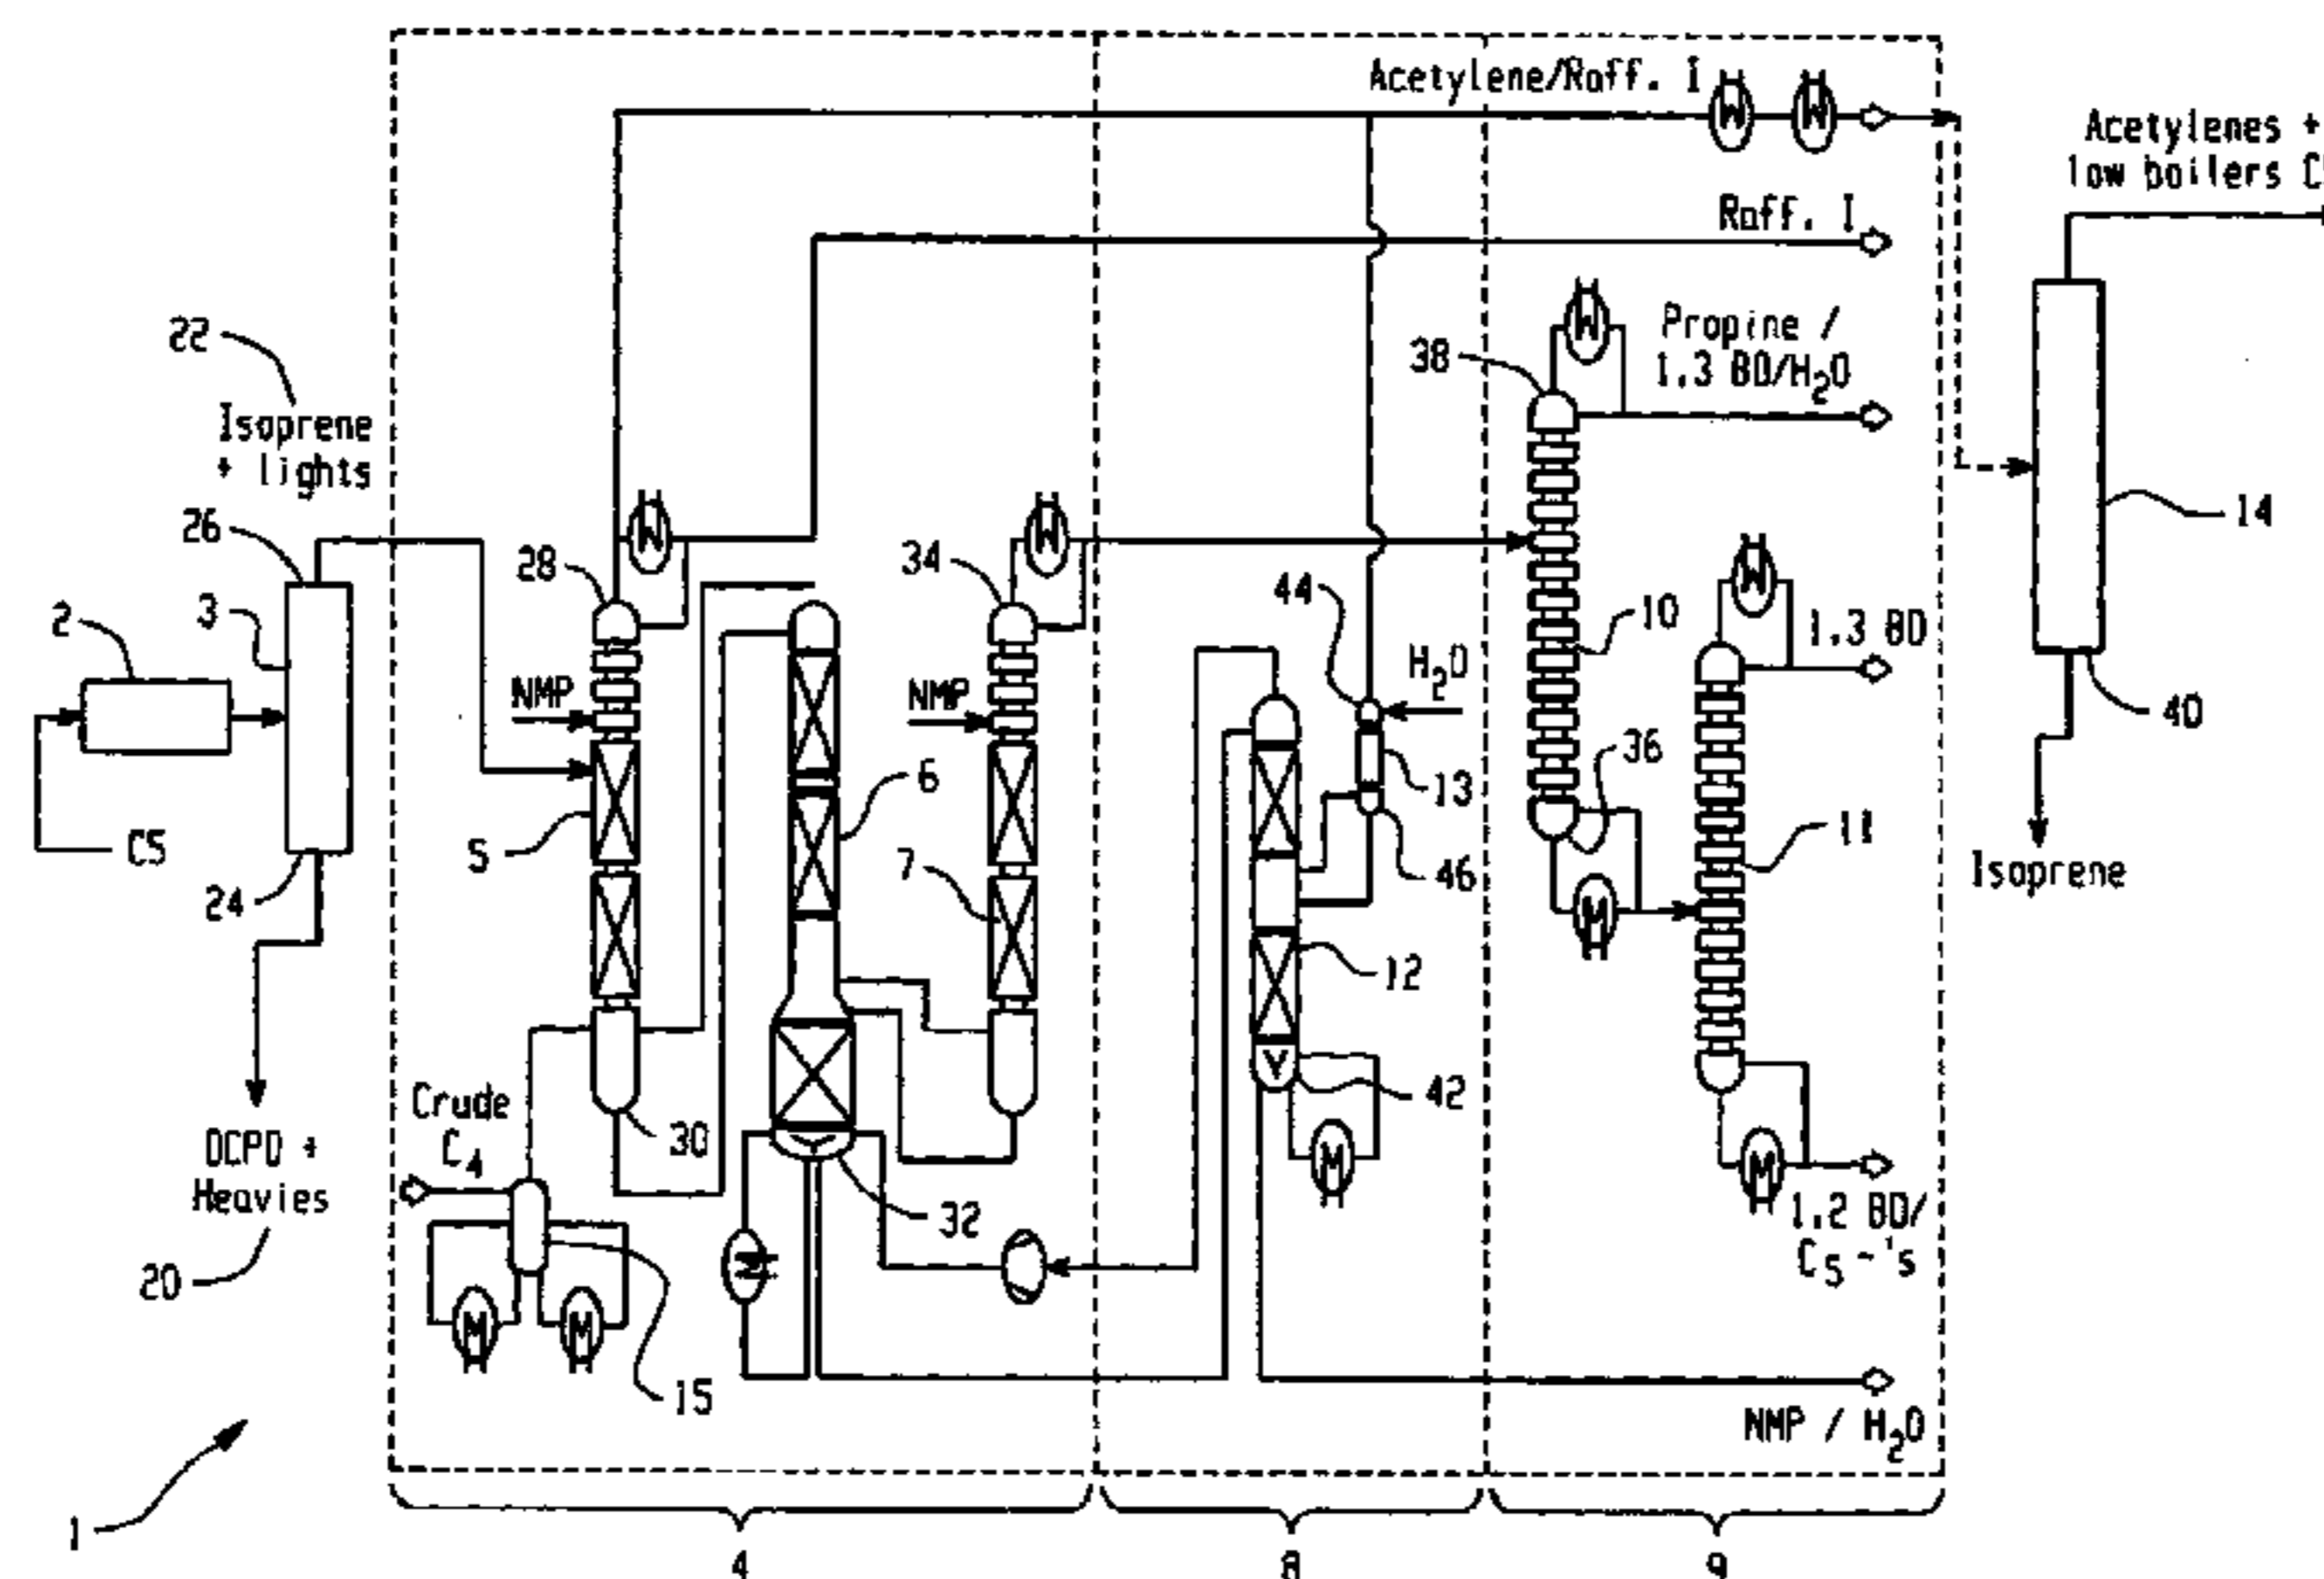 Acetylene/Raff. I
Acetylenes +
low boilers C
Raff. I
22
Propine /
1.3 BD/H2O
38
Isoprene
+ lights
26
28
34
44
14
2
3
10
1.3 BD
H2O
NMP
NMP
40
36
6
13
C5
5
7
11
46
Isoprene
24
12
Crude
C4
42
DCPD +
Heavies
30
32
1.2 BD/
C5-'s
20
15
NMP / H2O
1
4
8
9